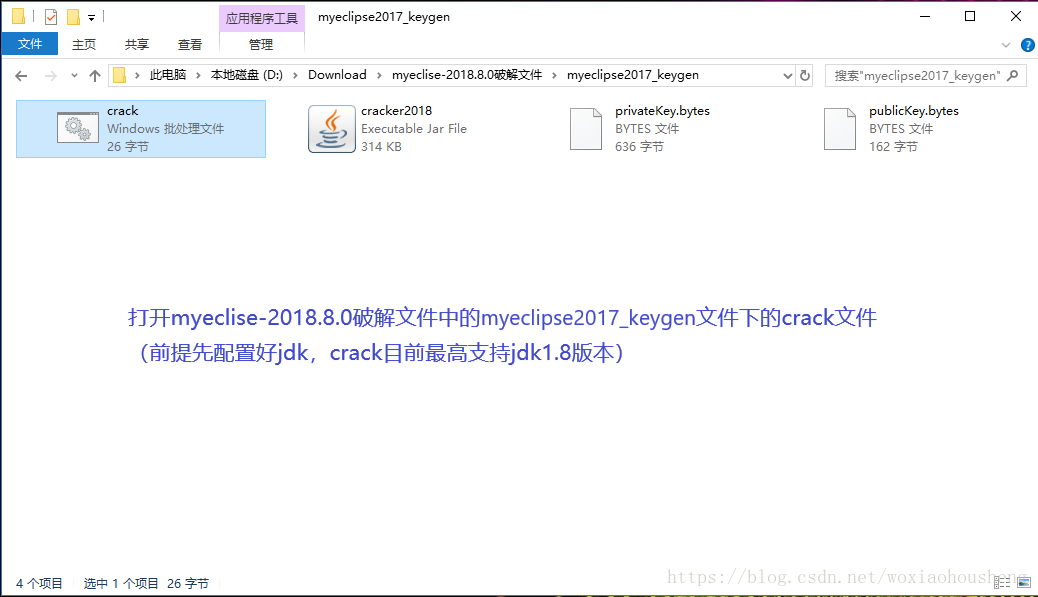 应用程序工具
myeclipse2017_keygen
文件
主页
共享
查看
管理
此电脑
本地磁盘 (D:)
Download
myeclise-2018.8.0破解文件
myeclipse2017_keygen
搜索"myeclipse2017_keygen"
crack
Windows 批处理文件
26 字节
cracker2018
Executable Jar File
314 KB
privateKey.bytes
BYTES 文件
636 字节
publicKey.bytes
BYTES 文件
162 字节
打开myeclise-2018.8.0破解文件中的myeclipse2017_keygen文件下的crack文件
（前提先配置好jdk，crack目前最高支持jdk1.8版本）
4 个项目
选中 1 个项目
26 字节
https://blog.csdn.net/woxiaohousheng